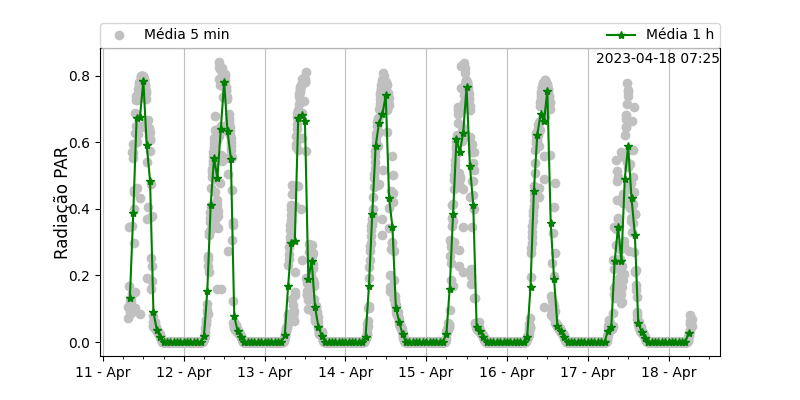 Média 5 min
Média 1 h
2023-04-18 07:25
Radiação PAR
0.8
0.6
0.4
0.2
0.0
11 - Apr
12 - Apr
13 - Apr
14 - Apr
15 - Apr
16 - Apr
17 - Apr
18 - Apr